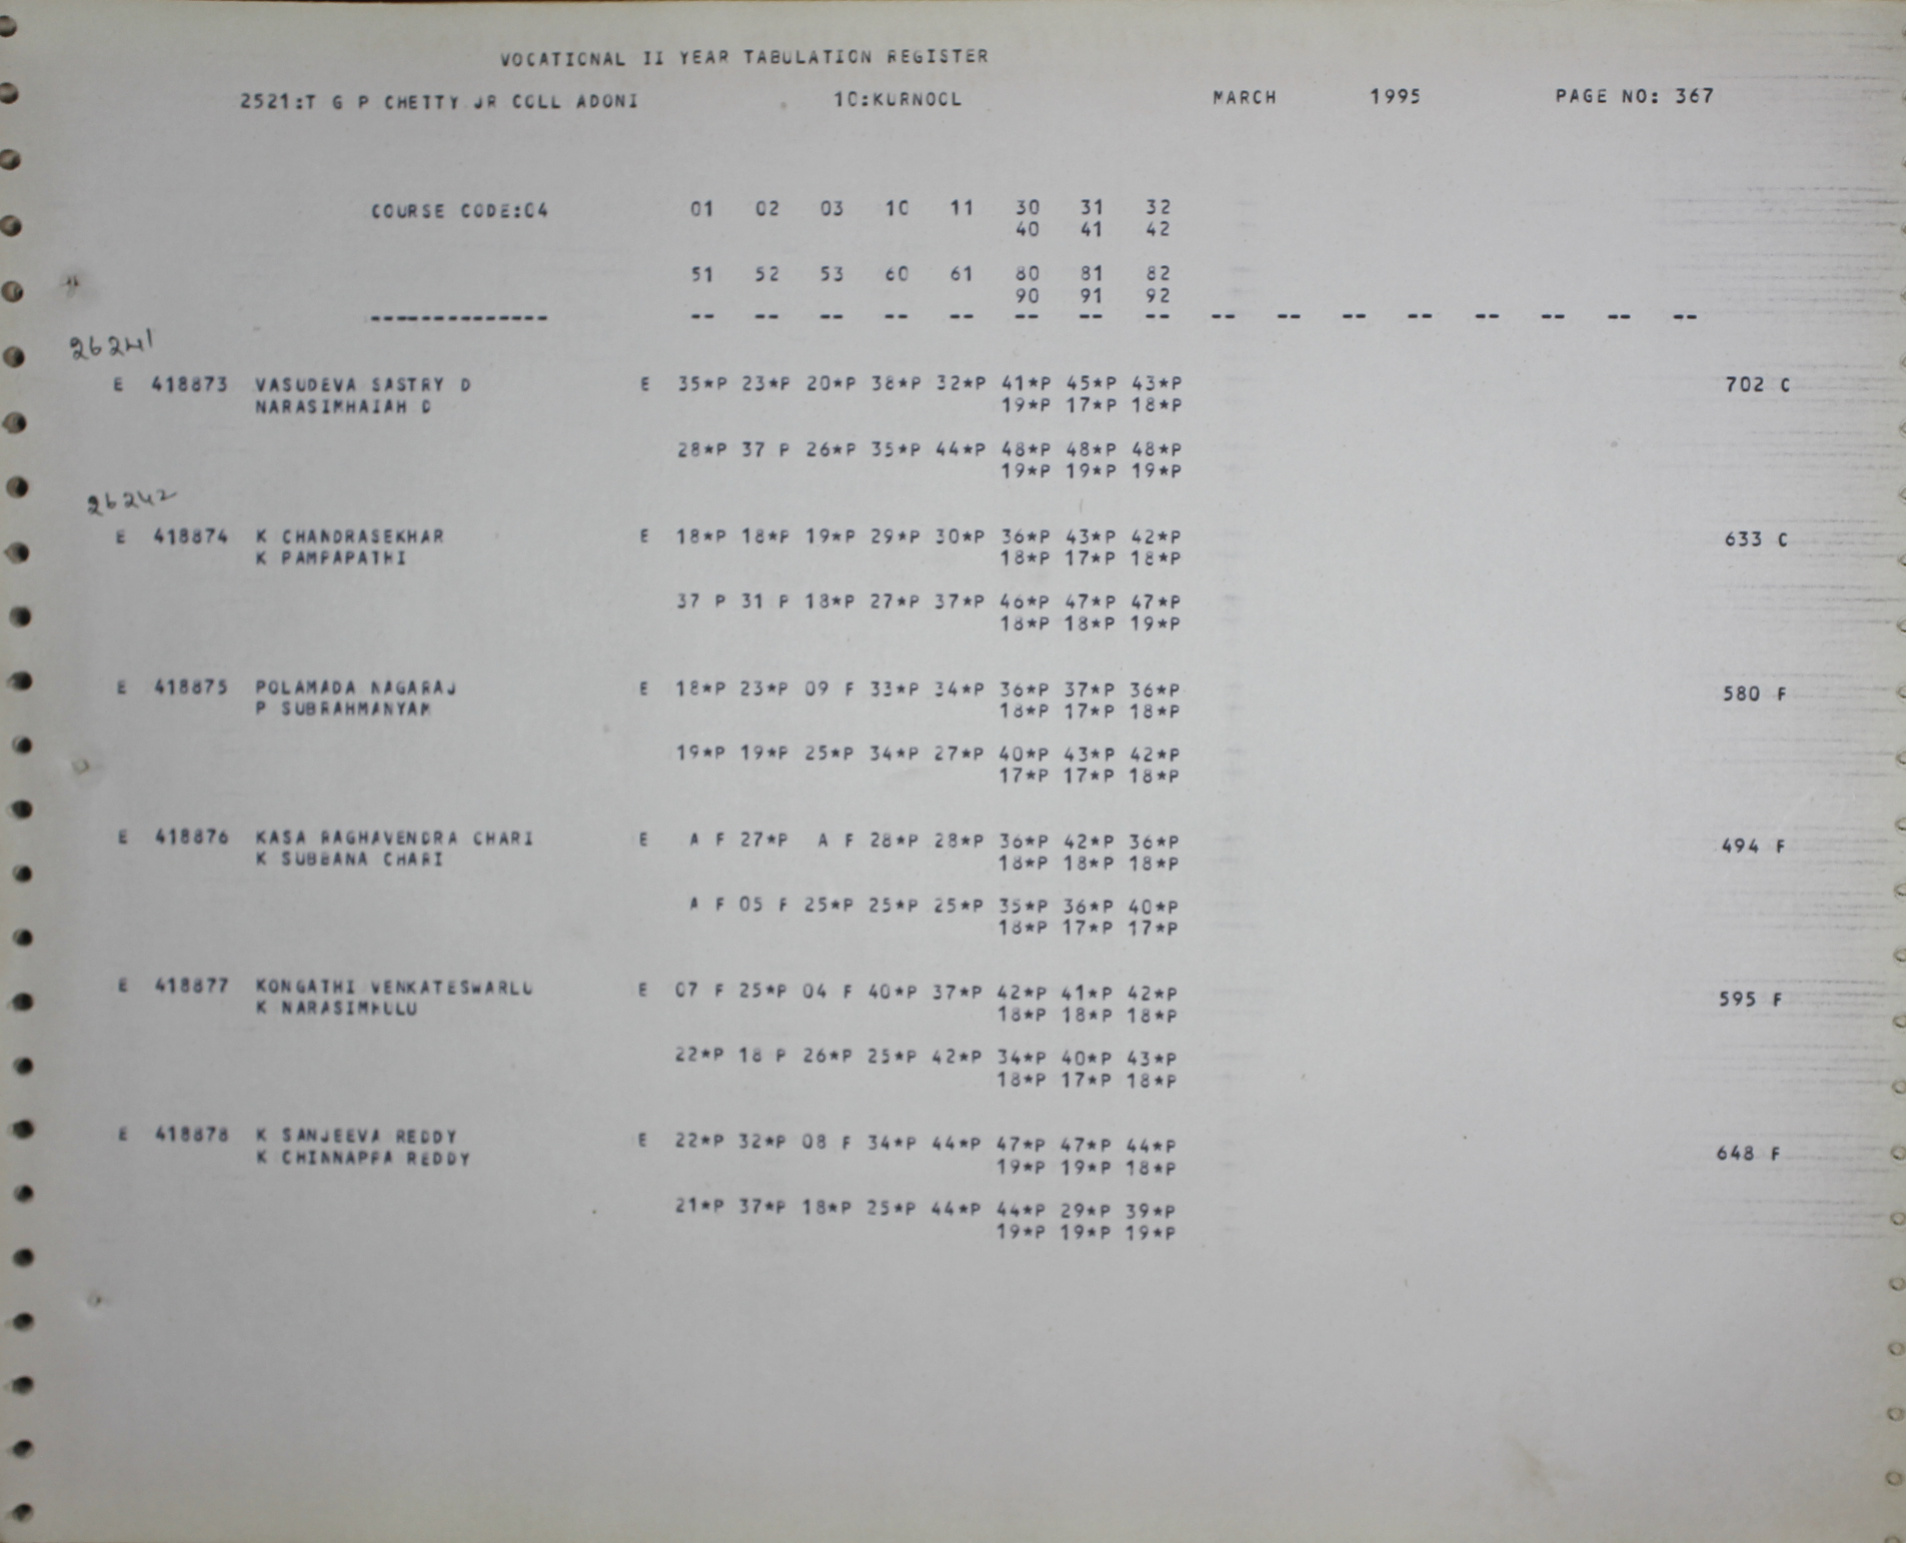 VOCATIONAL II YEAR TABULATION REGISTER
2521:T G P CHETTY JR COLL ADONI 10:KURNOOL MARCH 1995 PAGE NO: 367
COURSE CODE:04 01 02 03 10 11 30 31 32
40 41 42
51 52 53 60 61 80 81 82
90 91 92
-------------- -- -- -- -- -- -- -- -- -- -- -- -- -- -- -- --
26241
E 418873 VASUDEVA SASTRY D E 35*P 23*P 20*P 38*P 32*P 41*P 45*P 43*P 702 C
NARASIMHAIAH D 19*P 17*P 18*P
28*P 37 P 26*P 35*P 44*P 48*P 48*P 48*P
19*P 19*P 19*P
26242
E 418874 K CHANDRASEKHAR E 18*P 18*P 19*P 29*P 30*P 36*P 43*P 42*P 633 C
K PAMPAPATHI 18*P 17*P 18*P
37 P 31 P 18*P 27*P 37*P 46*P 47*P 47*P
18*P 18*P 19*P
E 418875 POLAMADA NAGARAJ E 18*P 23*P 09 F 33*P 34*P 36*P 37*P 36*P 580 F
P SUBRAHMANYAM 18*P 17*P 18*P
19*P 19*P 25*P 34*P 27*P 40*P 43*P 42*P
17*P 17*P 18*P
E 418876 KASA RAGHAVENDRA CHARI E A F 27*P A F 28*P 28*P 36*P 42*P 36*P 494 F
K SUBBANA CHARI 18*P 18*P 18*P
A F 05 F 25*P 25*P 25*P 35*P 36*P 40*P
18*P 17*P 17*P
E 418877 KONGATHI VENKATESWARLU E 07 F 25*P 04 F 40*P 37*P 42*P 41*P 42*P 595 F
K NARASIMHULU 18*P 18*P 18*P
22*P 18 P 26*P 25*P 42*P 34*P 40*P 43*P
18*P 17*P 18*P
E 418878 K SANJEEVA REDDY E 22*P 32*P 08 F 34*P 44*P 47*P 47*P 44*P 648 F
K CHINNAPPA REDDY 19*P 19*P 18*P
21*P 37*P 18*P 25*P 44*P 44*P 29*P 39*P
19*P 19*P 19*P